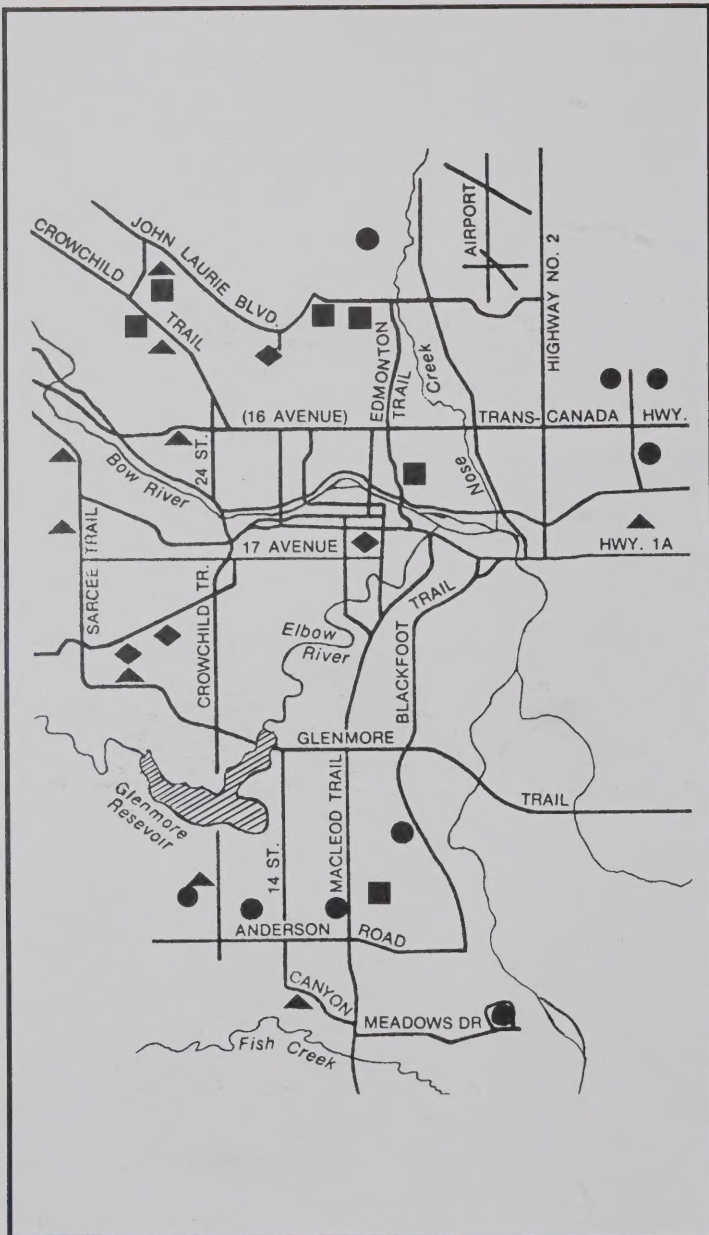 CROWCHILD
TRAIL
JOHN LAURIE BLVD.
AIRPORT
HIGHWAY NO. 2
EDMONTON
TRAIL
Creek
Nose
(16 AVENUE)
TRANS-CANADA HWY.
24 ST.
Bow River
SARCEE TRAIL
17 AVENUE
HWY. 1A
CROWCHILD TR.
Elbow
River
BLACKFOOT
TRAIL
GLENMORE
TRAIL
Glenmore
Resevoir
14 ST.
MACLEOD TRAIL
ANDERSON ROAD
CANYON
MEADOWS DR
Fish Creek